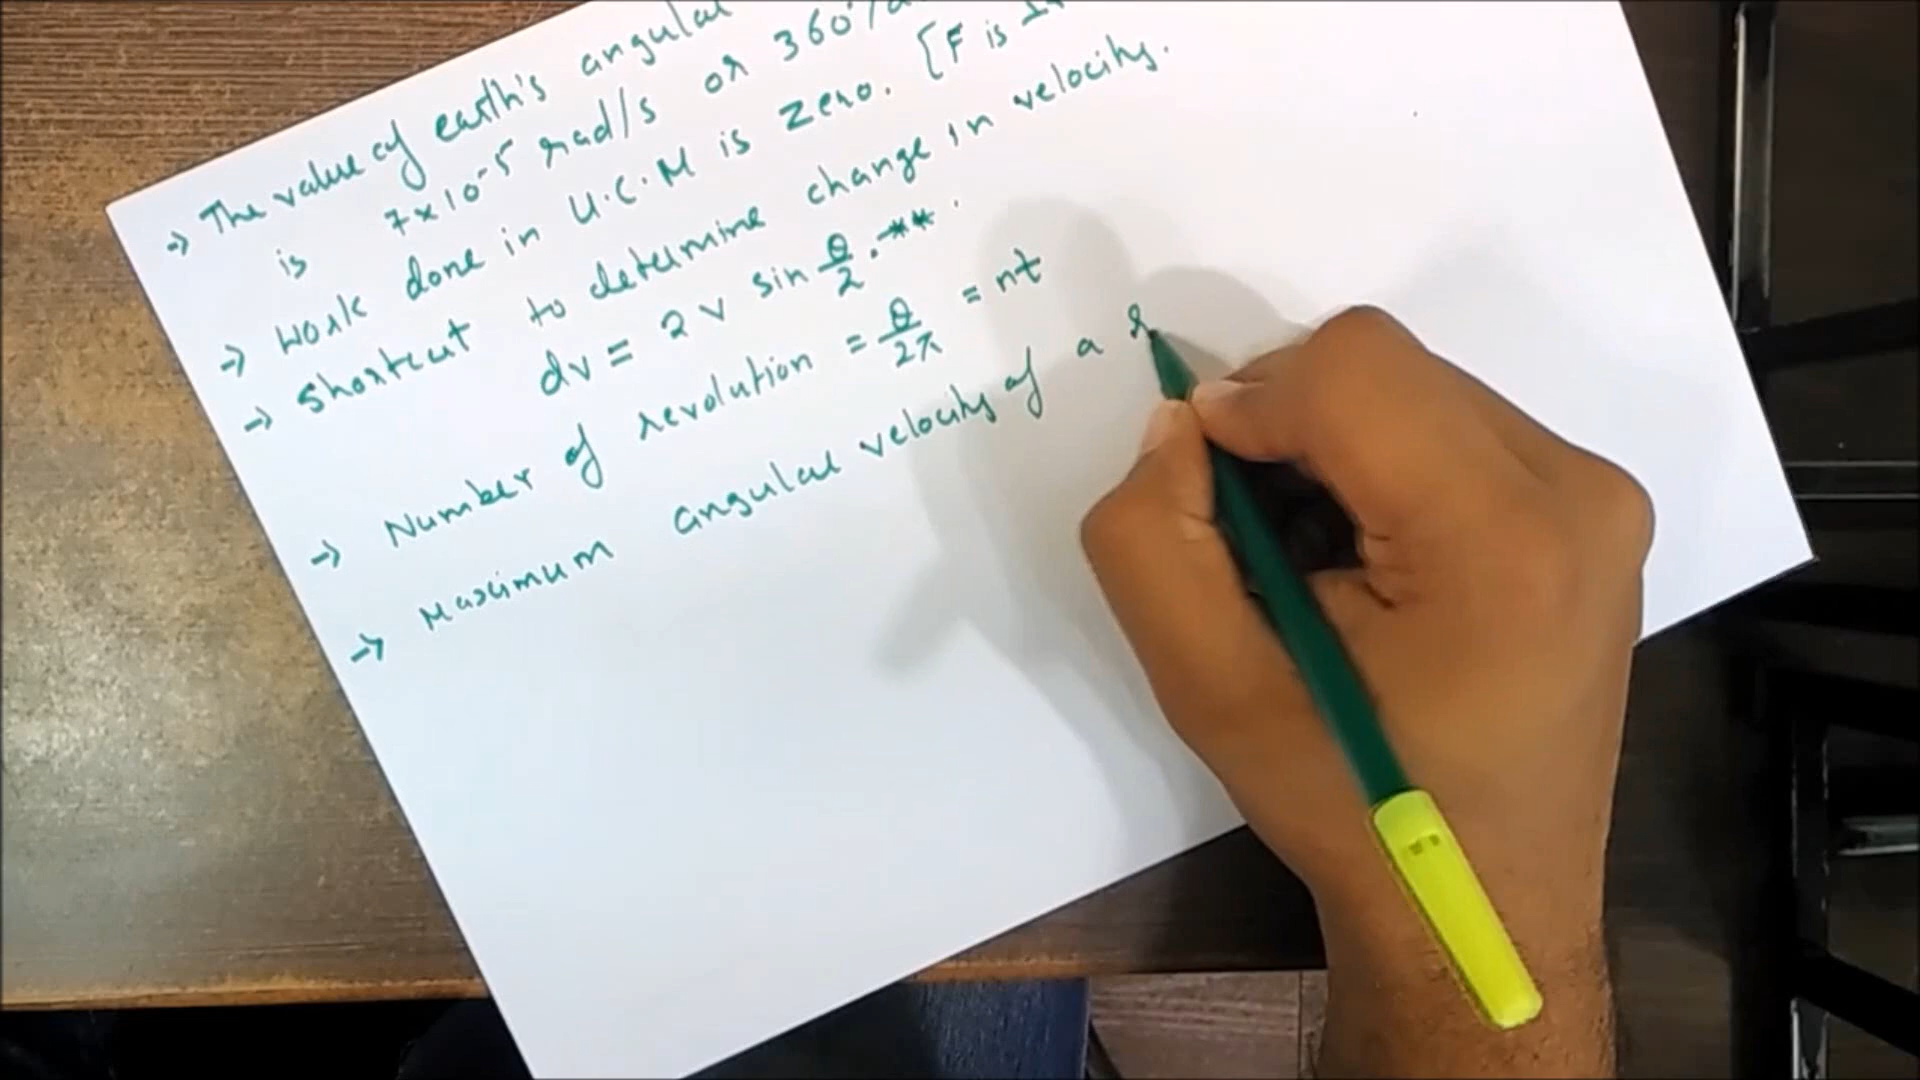 → The value of earth's angular
is 7×10⁻⁵ rad/s or 360°/
→ Work done in U.C.M is zero. [F is
→ Shortcut to determine change in velocity.
dv = 2v sin θ/2 . **.
→ Number of revolution = θ/2π = nt
→ Maximum angular velocity of a